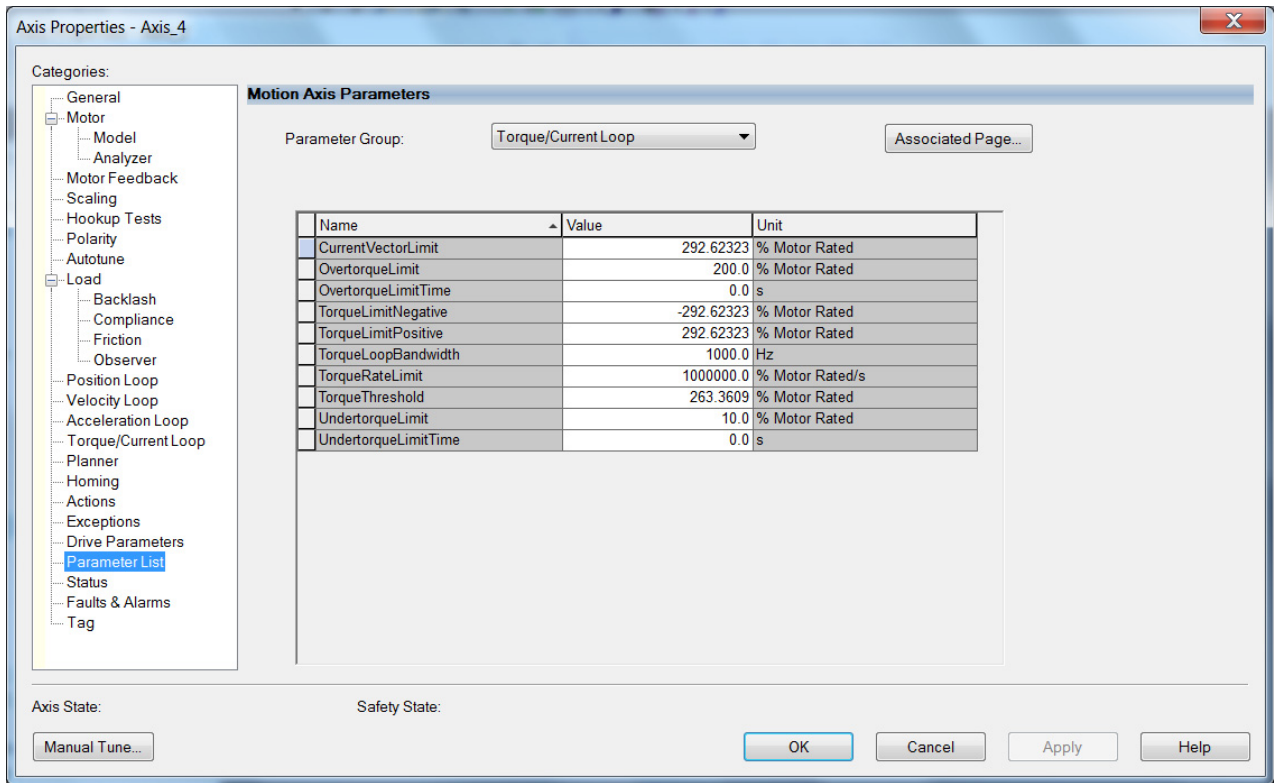 Axis Properties - Axis_4
X
Categories:
General
Motor
Model
Analyzer
Motor Feedback
Scaling
Hookup Tests
Polarity
Autotune
Load
Backlash
Compliance
Friction
Observer
Position Loop
Velocity Loop
Acceleration Loop
Torque/Current Loop
Planner
Homing
Actions
Exceptions
Drive Parameters
Parameter List
Status
Faults & Alarms
Tag
Motion Axis Parameters
Parameter Group: Torque/Current Loop Associated Page...
Name Value Unit
CurrentVectorLimit 292.62323 % Motor Rated
OvertorqueLimit 200.0 % Motor Rated
OvertorqueLimitTime 0.0 s
TorqueLimitNegative -292.62323 % Motor Rated
TorqueLimitPositive 292.62323 % Motor Rated
TorqueLoopBandwidth 1000.0 Hz
TorqueRateLimit 1000000.0 % Motor Rated/s
TorqueThreshold 263.3609 % Motor Rated
UndertorqueLimit 10.0 % Motor Rated
UndertorqueLimitTime 0.0 s
Axis State: Safety State:
Manual Tune... OK Cancel Apply Help